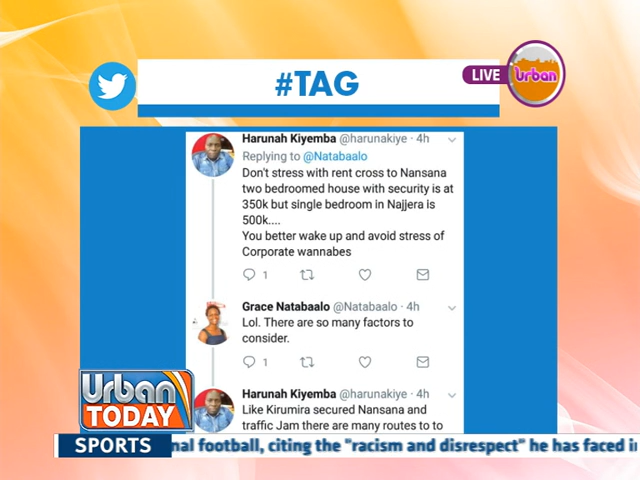 #TAG
LIVE
Urban
Harunah Kiyemba @harunakiye · 4h
Replying to @Natabaalo
Don't stress with rent cross to Nansana
two bedroomed house with security is at
350k but single bedroom in Najjera is
500k....
You better wake up and avoid stress of
Corporate wannabes
1
Grace Natabaalo @Natabaalo · 4h
Lol. There are so many factors to
consider.
1
Harunah Kiyemba @harunakiye · 4h
Like Kirumira secured Nansana and
traffic Jam there are many routes to to
Urban
TODAY
SPORTS
nal football, citing the "racism and disrespect" he has faced i